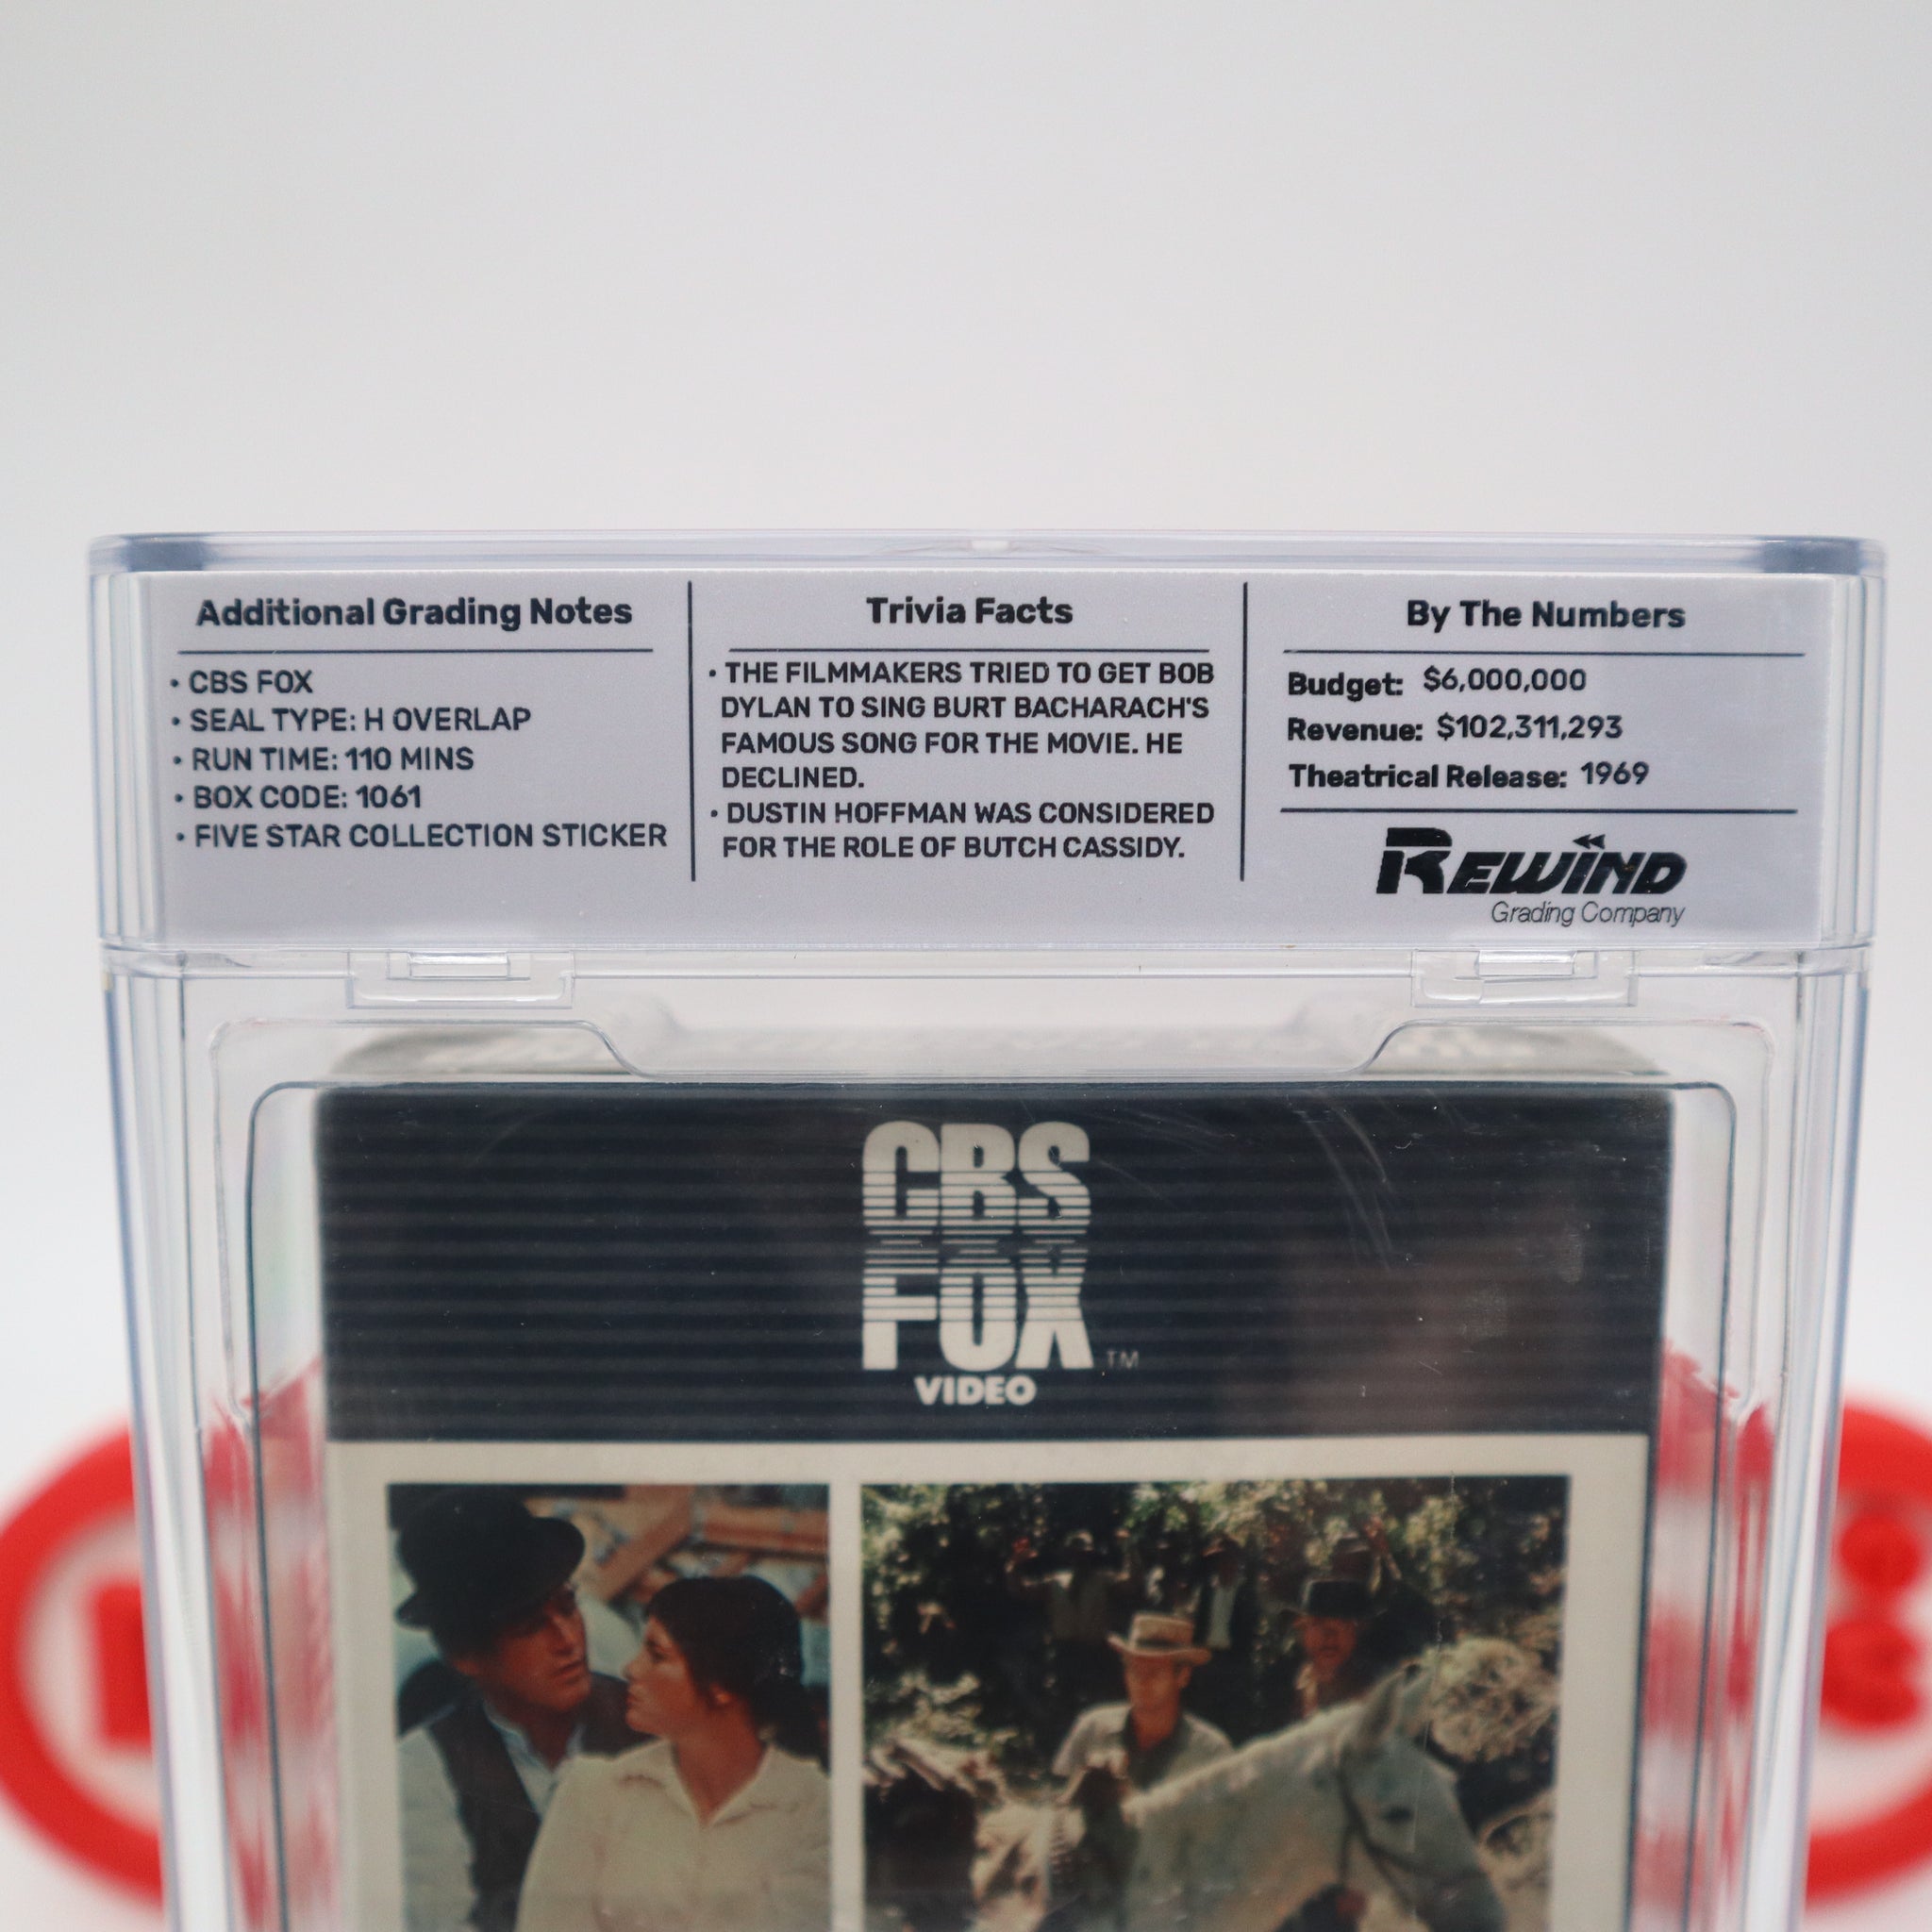 Additional Grading Notes
• CBS FOX
• SEAL TYPE: H OVERLAP
• RUN TIME: 110 MINS
• BOX CODE: 1061
• FIVE STAR COLLECTION STICKER
Trivia Facts
• THE FILMMAKERS TRIED TO GET BOB
DYLAN TO SING BURT BACHARACH'S
FAMOUS SONG FOR THE MOVIE. HE
DECLINED.
• DUSTIN HOFFMAN WAS CONSIDERED
FOR THE ROLE OF BUTCH CASSIDY.
By The Numbers
Budget: $6,000,000
Revenue: $102,311,293
Theatrical Release: 1969
REWIND
Grading Company
CBS
FOX TM
VIDEO